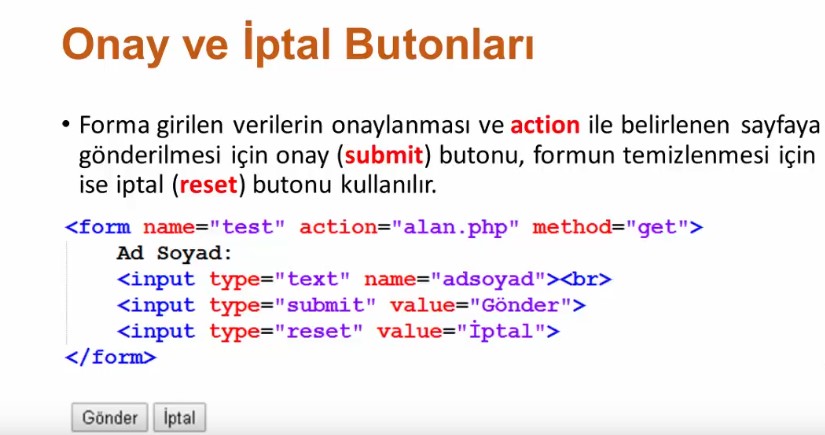 Onay ve İptal Butonları
• Forma girilen verilerin onaylanması ve action ile belirlenen sayfaya
gönderilmesi için onay (submit) butonu, formun temizlenmesi için
ise iptal (reset) butonu kullanılır.
<form name="test" action="alan.php" method="get">
Ad Soyad:
<input type="text" name="adsoyad"><br>
<input type="submit" value="Gönder">
<input type="reset" value="İptal">
</form>
Gönder İptal